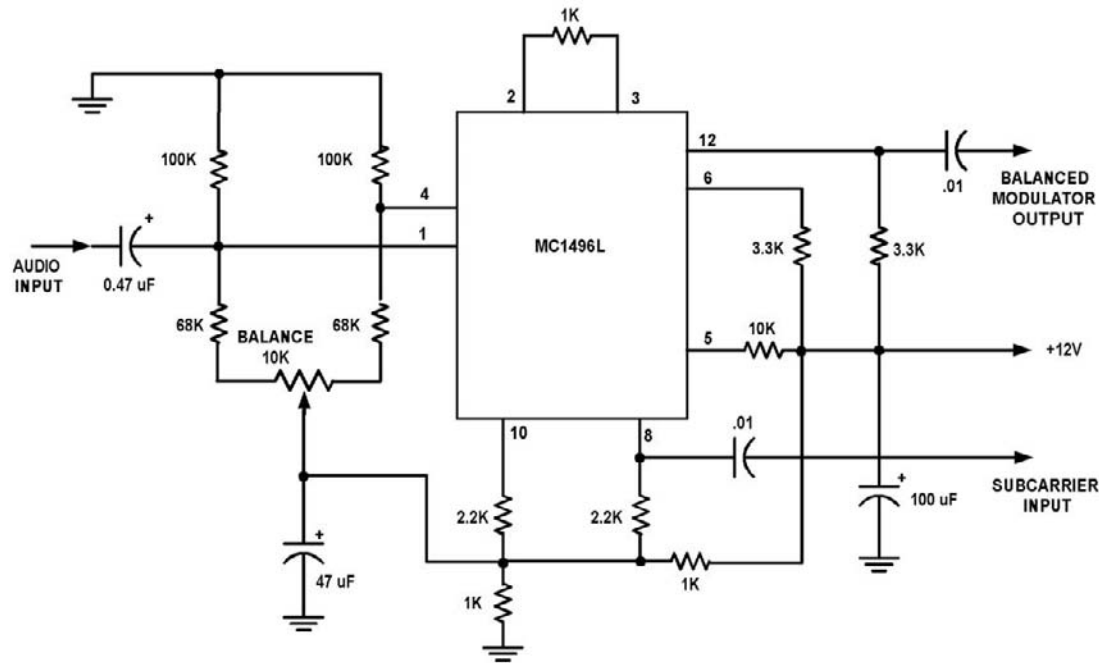 1K
2
3
12
100K
100K
.01
6
BALANCED
MODULATOR
OUTPUT
4
MC1496L
3.3K
3.3K
+
1
AUDIO
INPUT
0.47 uF
68K
BALANCE
68K
10K
5
10K
+12V
10
8
.01
SUBCARRIER
INPUT
+
100 uF
2.2K
2.2K
+
47 uF
1K
1K